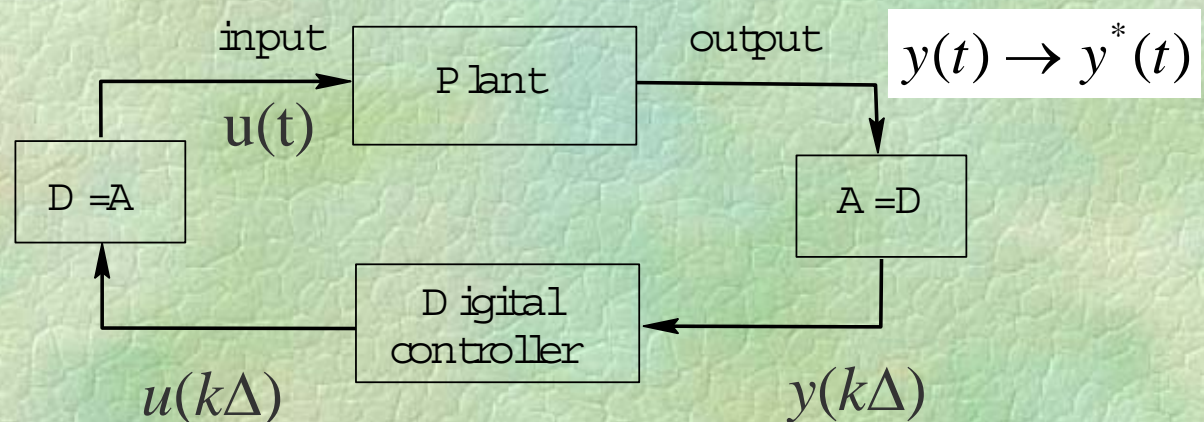 input
Plant
output
y(t) → y*(t)
u(t)
D =A
A =D
Digital
controller
u(kΔ)
y(kΔ)